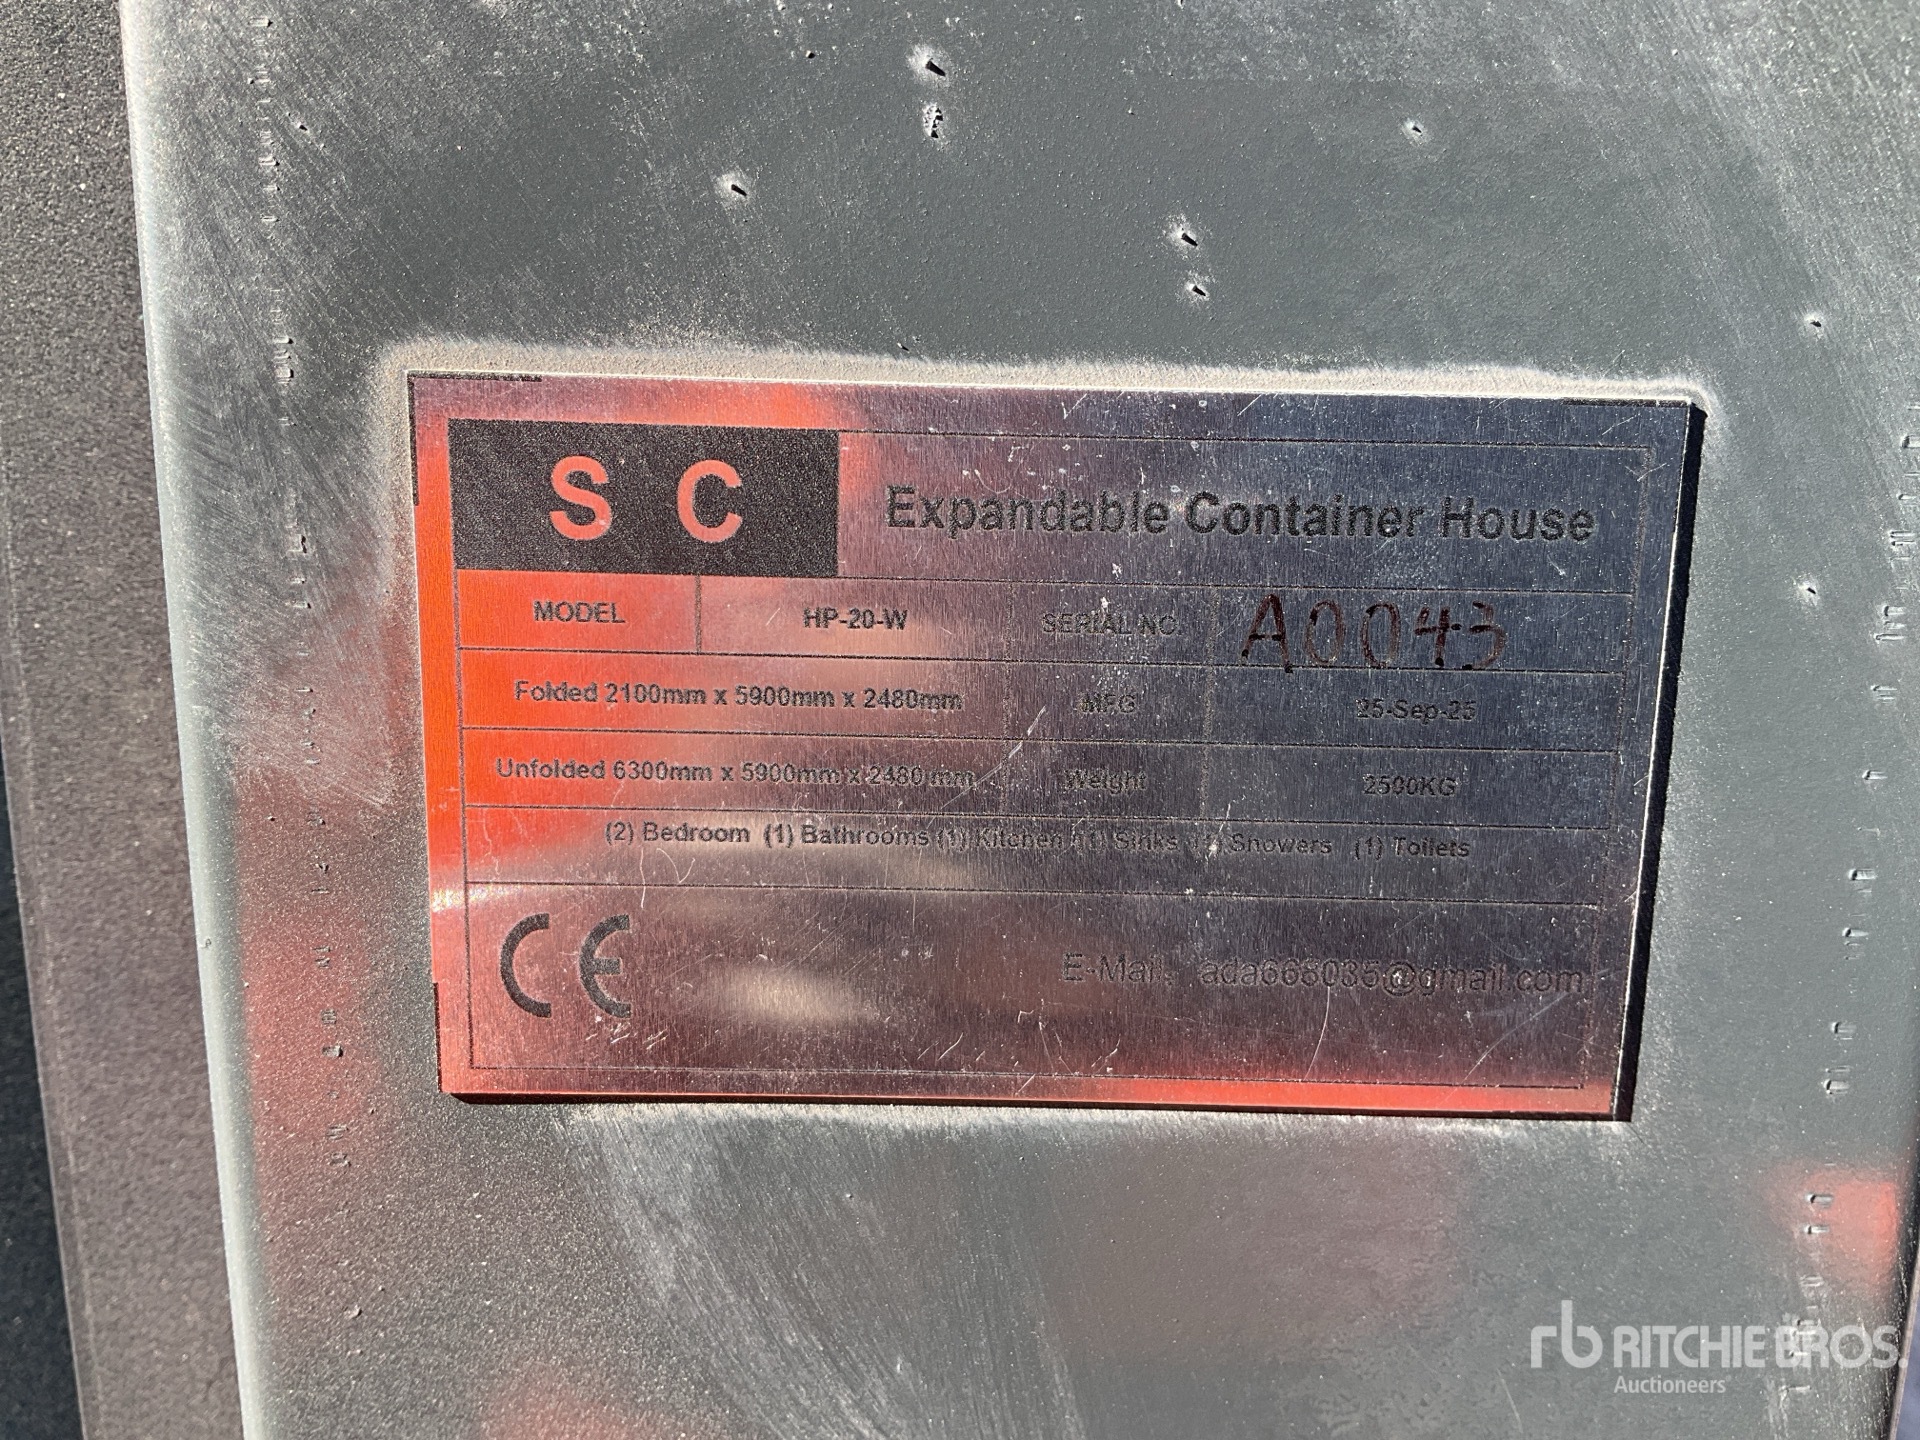 S C Expandable Container House
MODEL HP-20-W SERIAL NO. A0043
Folded 2100mm x 5900mm x 2480mm MFG 25-Sep-25
Unfolded 6300mm x 5900mm x 2480mm Weight 2500KG
(2) Bedroom (1) Bathrooms (1) Kitchen (1) Sinks Showers (1) Toilets
CE E-Mail: ada668035@gmail.com
rb RITCHIE BROS.
Auctioneers